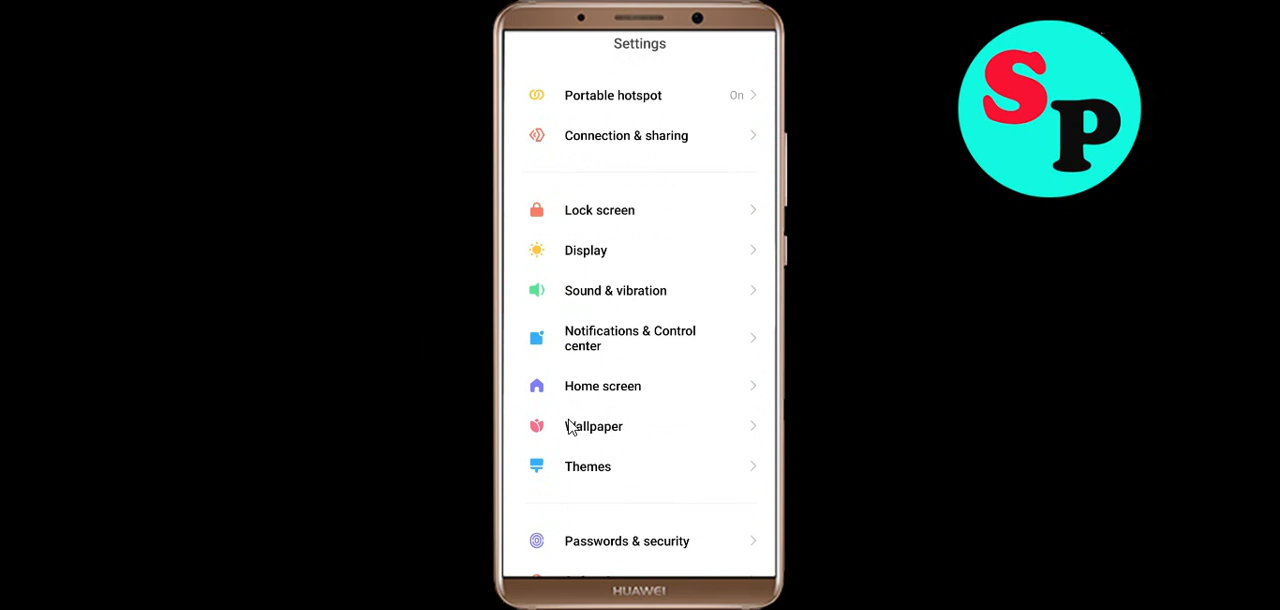 SP
Settings
Portable hotspot On
Connection & sharing
Lock screen
Display
Sound & vibration
Notifications & Control
center
Home screen
Wallpaper
Themes
Passwords & security
HUAWEI